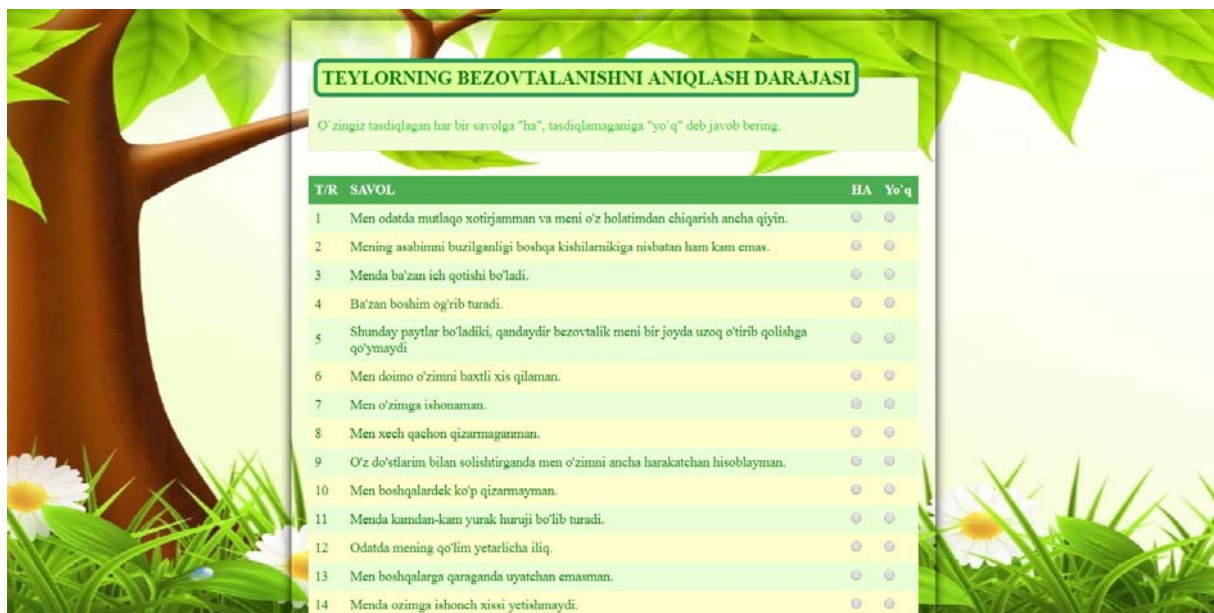 TEYLORNING BEZOVTALANISHNI ANIQLASH DARAJASI
O`zingiz tasdiqlagan har bir savolga "ha", tasdiqlamaganiga "yo`q" deb javob bering.
T/R SAVOL HA Yo`q
1 Men odatda mutlaqo xotirjamman va meni o'z holatimdan chiqarish ancha qiyin.
2 Mening asabimni buzilganligi boshqa kishilarnikiga nisbatan ham kam emas.
3 Menda ba'zan ich qotishi bo'ladi.
4 Ba'zan boshim og'rib turadi.
5 Shunday paytlar bo'ladiki, qandaydir bezovtalik meni bir joyda uzoq o'tirib qolishga
qo'ymaydi
6 Men doimo o'zimni baxtli xis qilaman.
7 Men o'zimga ishonaman.
8 Men xech qachon qizarmaganman.
9 O'z do'stlarim bilan solishtirganda men o'zimni ancha harakatchan hisoblayman.
10 Men boshqalardek ko'p qizarmayman.
11 Menda kamdan-kam yurak huruji bo'lib turadi.
12 Odatda mening qo'lim yetarlicha iliq.
13 Men boshqalarga qaraganda uyatchan emasman.
14 Menda ozimga ishonch xissi yetishmaydi.